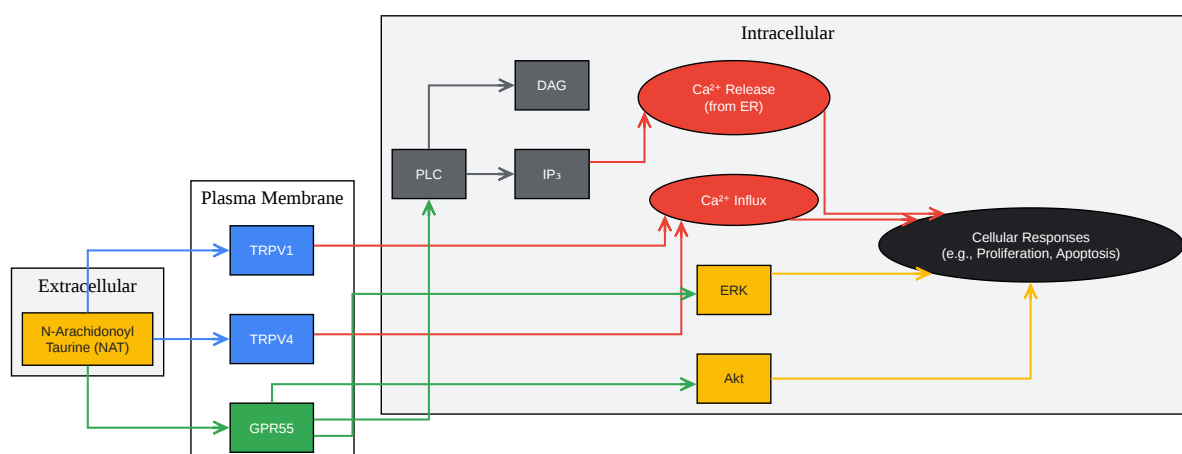 Intracellular
DAG
Ca²⁺ Release
(from ER)
PLC
IP₃
Plasma Membrane
Ca²⁺ Influx
TRPV1
Cellular Responses
(e.g., Proliferation, Apoptosis)
Extracellular
ERK
N-Arachidonoyl
Taurine (NAT)
TRPV4
Akt
GPR55